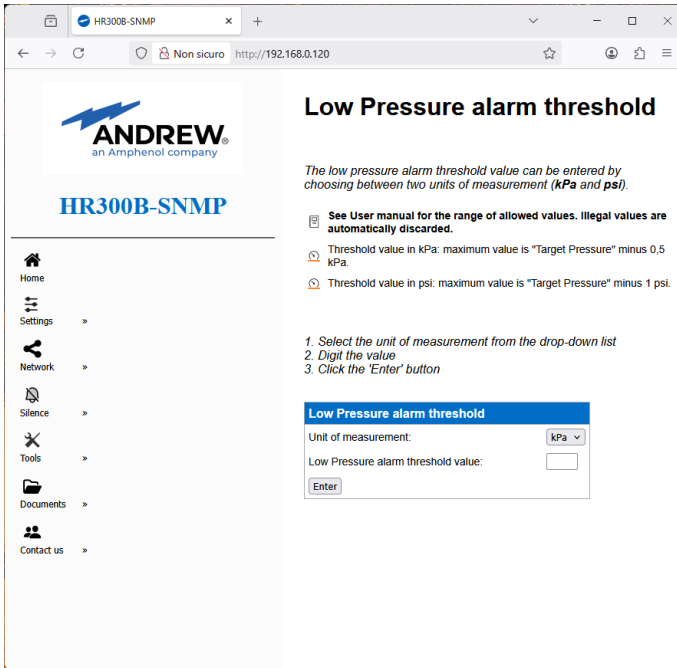 HR300B-SNMP
Non sicuro http://192.168.0.120
ANDREW®
an Amphenol company
HR300B-SNMP
Home
Settings »
Network »
Silence »
Tools »
Documents »
Contact us »
Low Pressure alarm threshold
The low pressure alarm threshold value can be entered by
choosing between two units of measurement (kPa and psi).
See User manual for the range of allowed values. Illegal values are
automatically discarded.
Threshold value in kPa: maximum value is "Target Pressure" minus 0,5
kPa.
Threshold value in psi: maximum value is "Target Pressure" minus 1 psi.
1. Select the unit of measurement from the drop-down list
2. Digit the value
3. Click the 'Enter' button
Low Pressure alarm threshold
Unit of measurement: kPa
Low Pressure alarm threshold value:
Enter